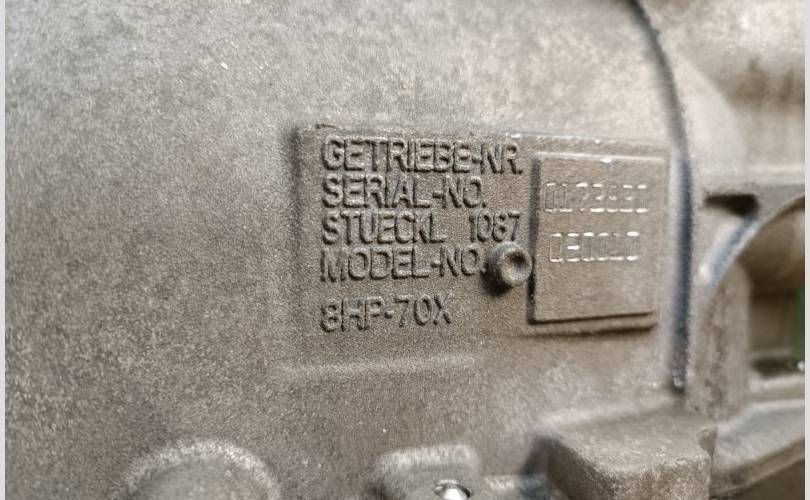 GETRIEBE-NR.
SERIAL-NO.
STUECKL 1087
MODEL-NO.
8HP-70X